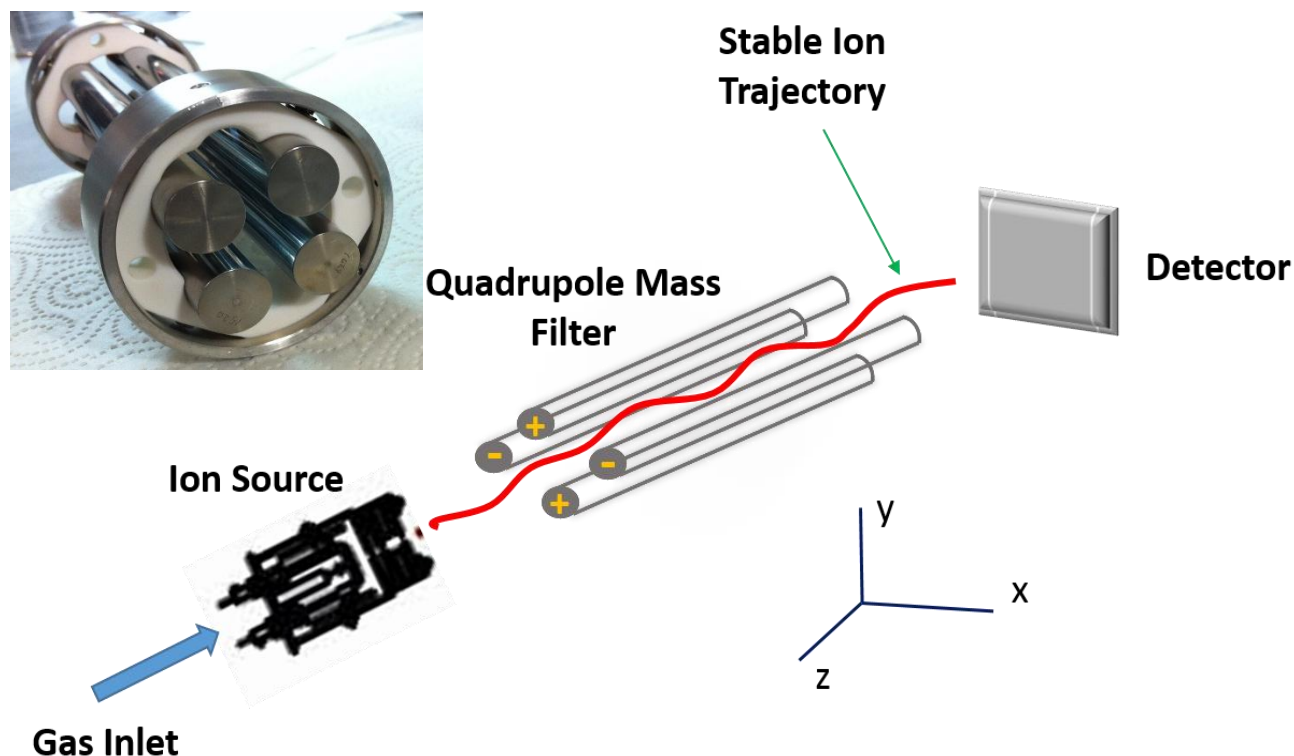 Stable Ion
Trajectory
Detector
Quadrupole Mass
Filter
+
-
-
+
Ion Source
y
x
z
Gas Inlet